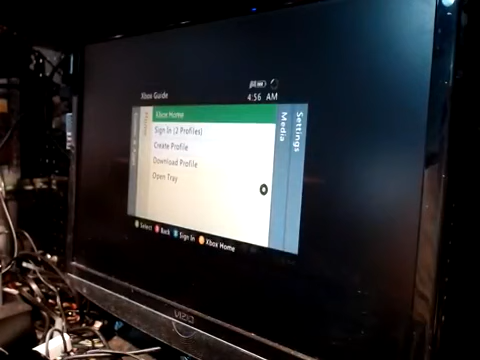 Xbox Guide
4:56 AM
Xbox Home
Sign In (2 Profiles)
Create Profile
Download Profile
Open Tray
Media
Settings
Select
Back
Sign In
Xbox Home
VIZIO